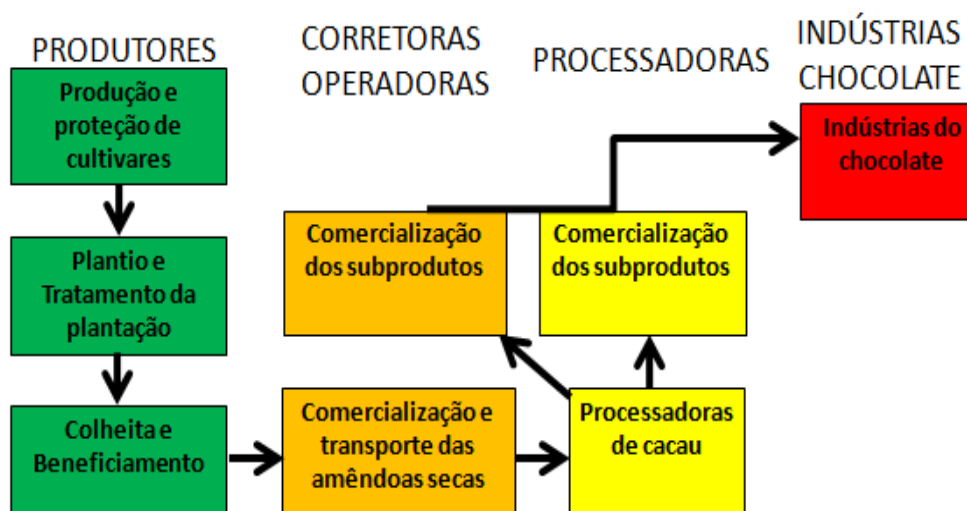 PRODUTORES
CORRETORAS
OPERADORAS
PROCESSADORAS
INDÚSTRIAS
CHOCOLATE
Produção e
proteção de
cultivares
Indústrias do
chocolate
Plantio e
Tratamento da
plantação
Comercialização
dos subprodutos
Comercialização
dos subprodutos
Colheita e
Beneficiamento
Comercialização e
transporte das
amêndoas secas
Processadoras
de cacau